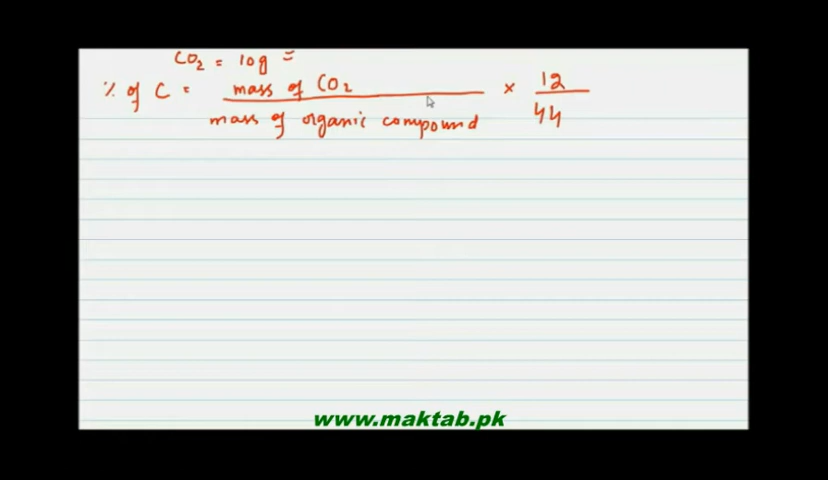 CO2 = 10g =
% of C = mass of CO2 / mass of organic compound × 12 / 44
www.maktab.pk